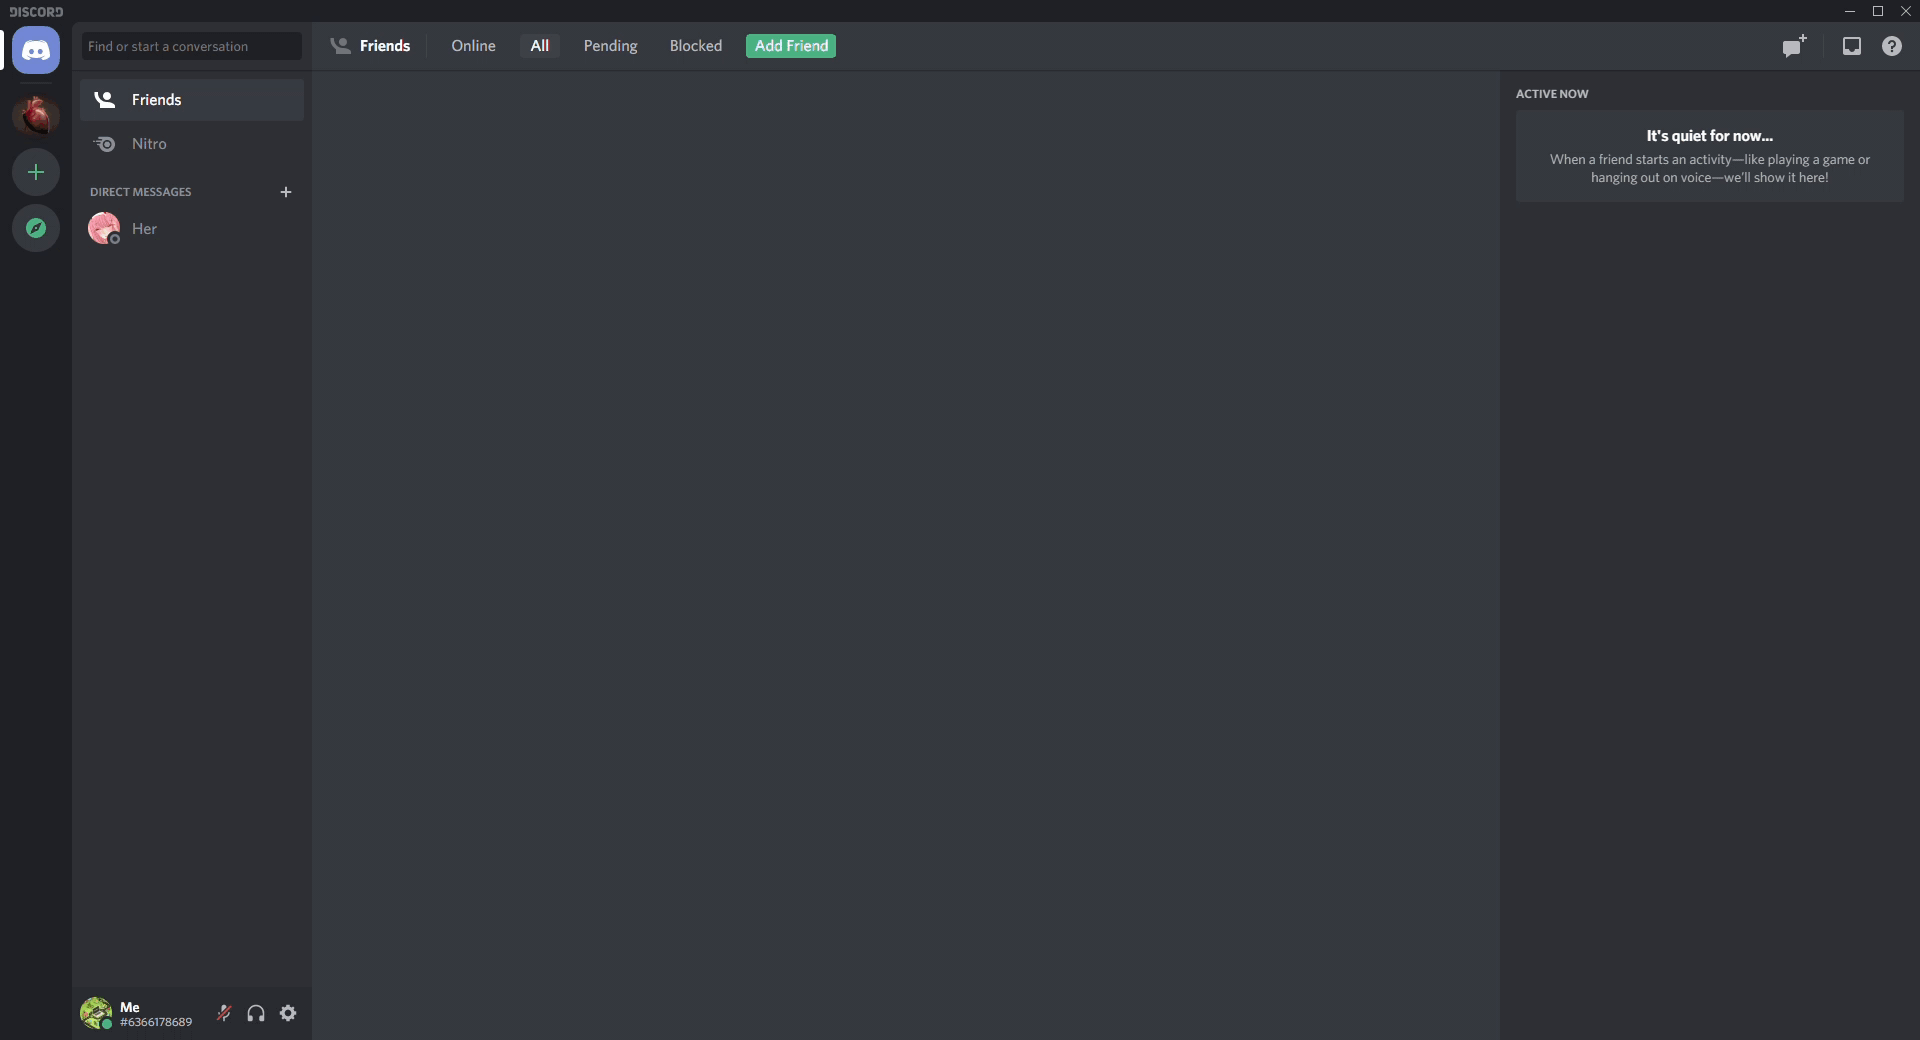 DISCORD
Find or start a conversation
Friends
Online
All
Pending
Blocked
Add Friend
Friends
Nitro
DIRECT MESSAGES
Her
ACTIVE NOW
It's quiet for now...
When a friend starts an activity—like playing a game or
hanging out on voice—we'll show it here!
Me
#6366178689